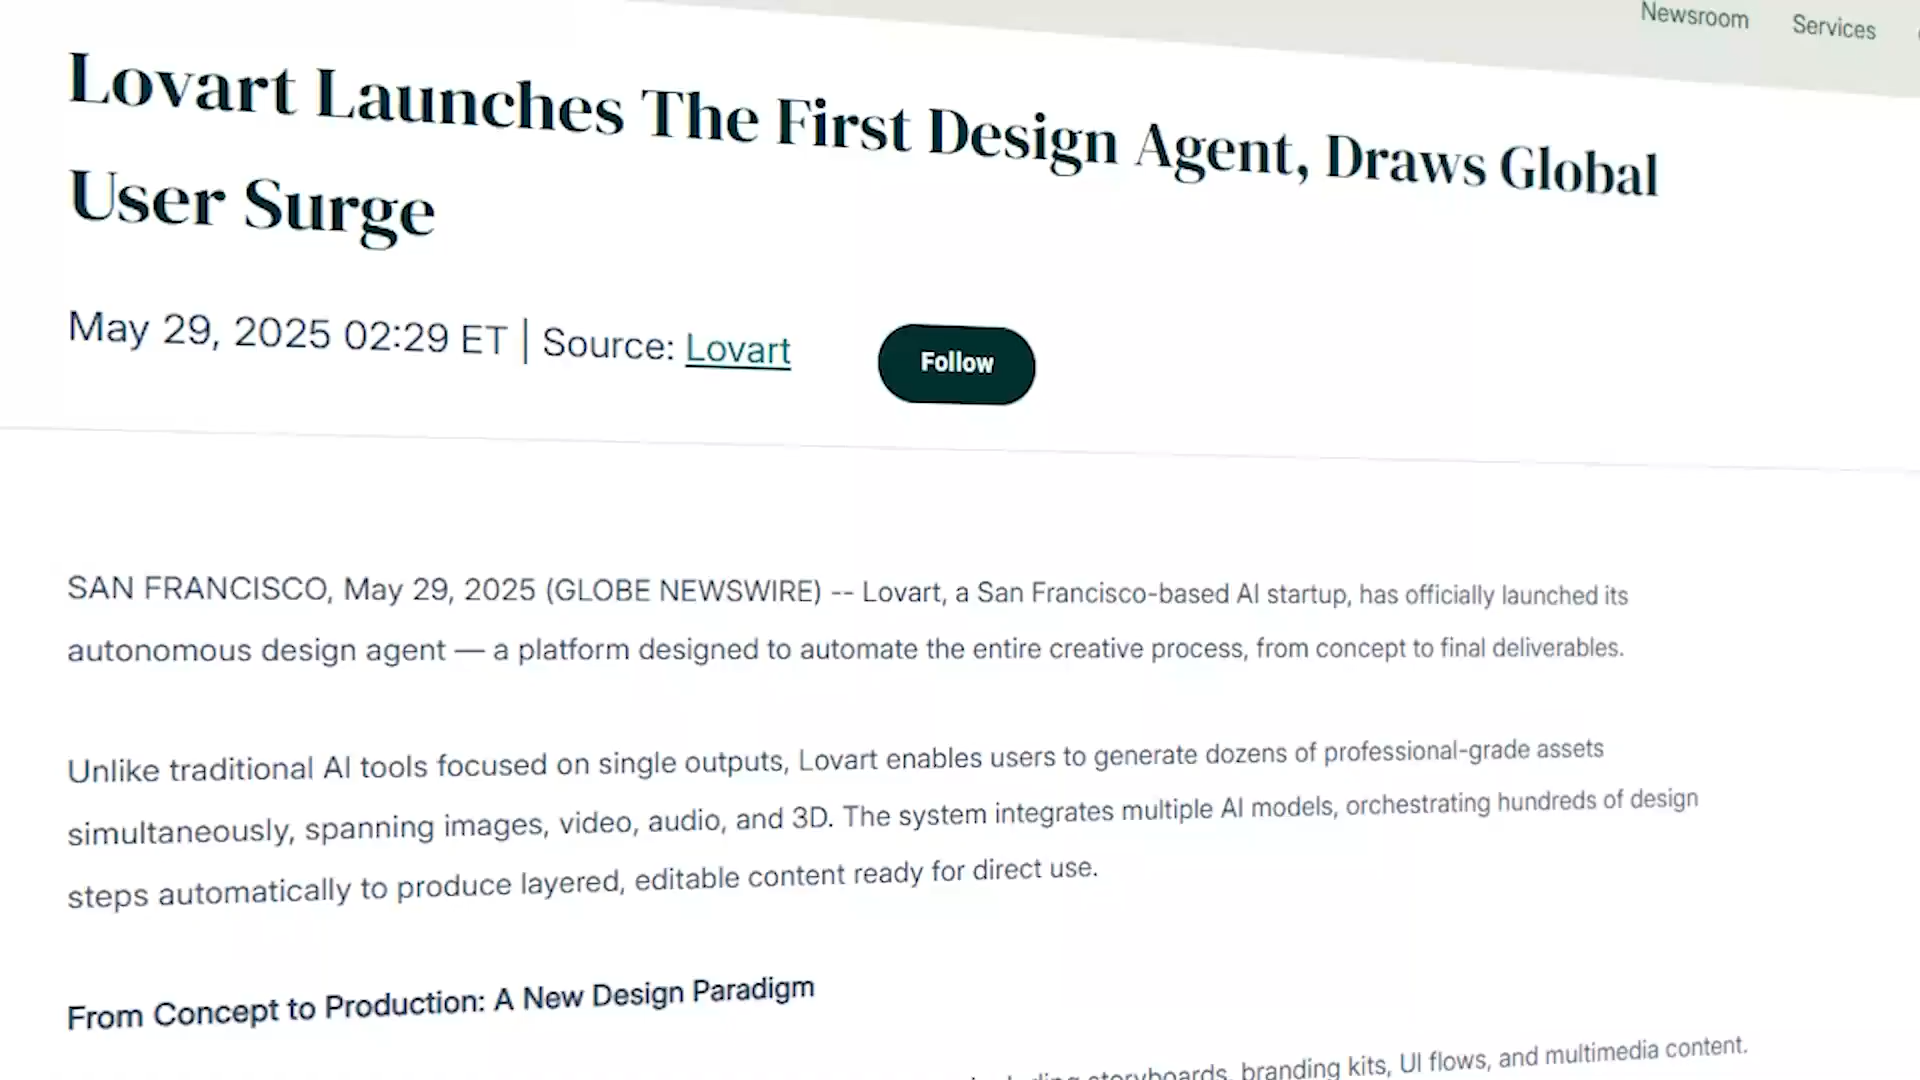 Newsroom Services
Lovart Launches The First Design Agent, Draws Global
User Surge
May 29, 2025 02:29 ET | Source: Lovart
Follow
SAN FRANCISCO, May 29, 2025 (GLOBE NEWSWIRE) -- Lovart, a San Francisco-based AI startup, has officially launched its
autonomous design agent — a platform designed to automate the entire creative process, from concept to final deliverables.
Unlike traditional AI tools focused on single outputs, Lovart enables users to generate dozens of professional-grade assets
simultaneously, spanning images, video, audio, and 3D. The system integrates multiple AI models, orchestrating hundreds of design
steps automatically to produce layered, editable content ready for direct use.
From Concept to Production: A New Design Paradigm
storyboards, branding kits, UI flows, and multimedia content.